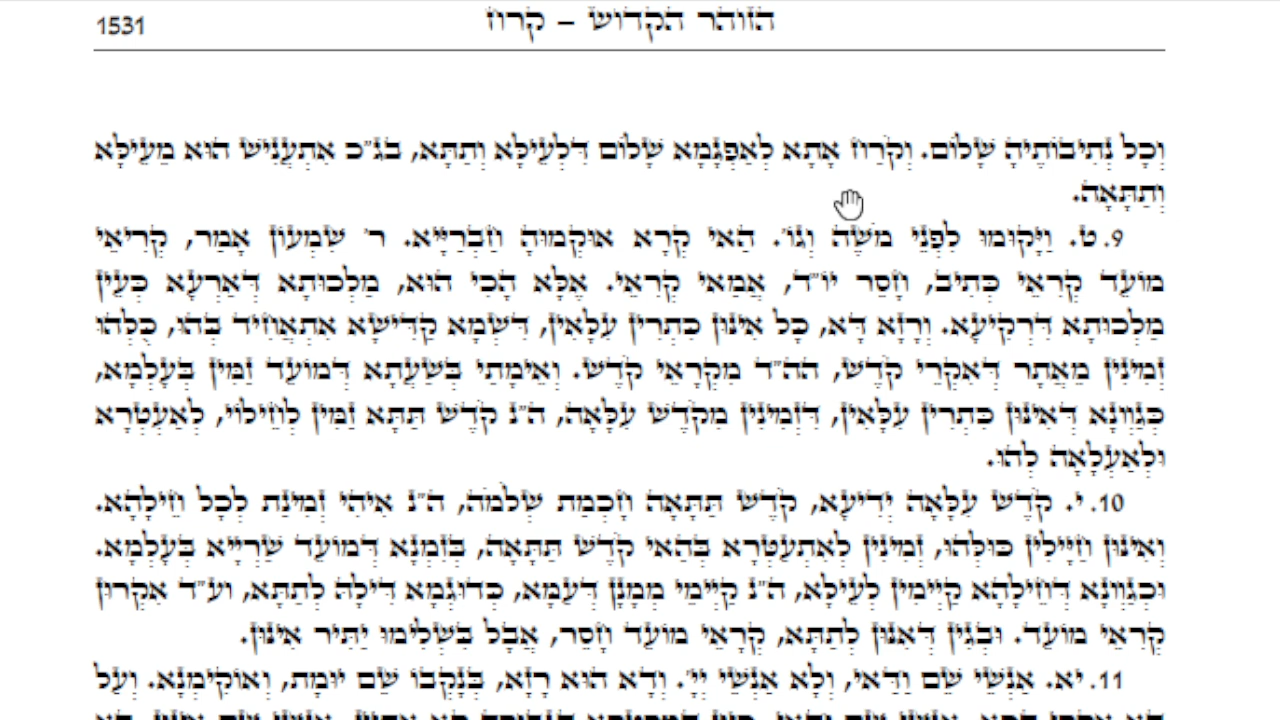 הזוהר הקדוש – קרח
1531
וְכָל נְתִיבוֹתֶיהָ שָׁלוֹם. וְקֹרַח אָתָא לְאַפְגָּמָא שָׁלוֹם דִּלְעֵילָּא וְתַתָּא, בג"כ אִתְעֲנִישׁ הוּא מֵעֵילָּא
וְתַתָּאָה.
9. ט. וַיָּקוּמוּ לִפְנֵי מֹשֶׁה וְגוֹ'. הַאי קְרָא אוּקְמוּהָ חַבְרַיָּיא. ר' שִׁמְעוֹן אָמַר, קְרִיאֵי
מוֹעֵד קְרִאֵי כְּתִיב, חָסֵר יוֹ"ד, אֲמַאי קְרִאֵי. אֶלָּא הָכִי הוּא, מַלְכוּתָא דְּאַרְעָא כְּעֵין
מַלְכוּתָא דִּרְקִיעָא. וְרָזָא דָּא, כָּל אִינּוּן כִּתְרִין עִלָּאִין, דִּשְׁמָא קַדִּישָׁא אִתְאֲחִיד בְּהוּ, כֻּלְּהוּ
זְמִינִין מֵאֲתָר דְּאִקְרֵי קֹדֶשׁ, הה"ד מִקְרָאֵי קֹדֶשׁ. וְאֵימָתַי בְּשַׁעֲתָא דְּמוֹעֵד זַמִּין בְּעָלְמָא,
כְּגַוְונָא דְּאִינּוּן כִּתְרִין עִלָּאִין, דִּזְמִינִין מִקֹּדֶשׁ עִלָּאָה, ה"נ קֹדֶשׁ תַּתָּא זַמִּין לְחֵילוֹי, לְאַעְטְּרָא
וּלְאַעְלָאָה לְהוּ.
10. י. קֹדֶשׁ עִלָּאָה יְדִיעָא, קֹדֶשׁ תַּתָּאָה חָכְמַת שְׁלֹמֹה, ה"נ אִיהִי זְמִינַת לְכָל חֵילָהָא.
וְאִינּוּן חַיָּילִין כּוּלְּהוּ, זְמִינִין לְאִתְעַטְּרָא בְּהַאי קֹדֶשׁ תַּתָּאָה, בְּזִמְנָא דְּמוֹעֵד שַׁרְיָיא בְּעָלְמָא.
וּכְגַוְונָא דְּחֵילָהָא קַיְימִין לְעֵילָא, ה"נ קַיְימֵי מְמָנָן דְּעַמָּא, כְּדוּגְמָא דִּילָהּ לְתַתָּא, וע"ד אִקְרוּן
קְרִאֵי מוֹעֵד. וּבְגִין דְּאִנּוּן לְתַתָּא, קְרָאֵי מוֹעֵד חָסֵר, אֲבָל בִּשְׁלִימוּ יַתִּיר אִינּוּן.
11. יא. אַנְשֵׁי שֵׁם וַדַּאי, וְלָא אַנְשֵׁי יְיָ'. וְדָא הוּא רָזָא, בְּנָקְבוֹ שֵׁם יוּמָת, וְאוֹקִימְנָא. וְעַל